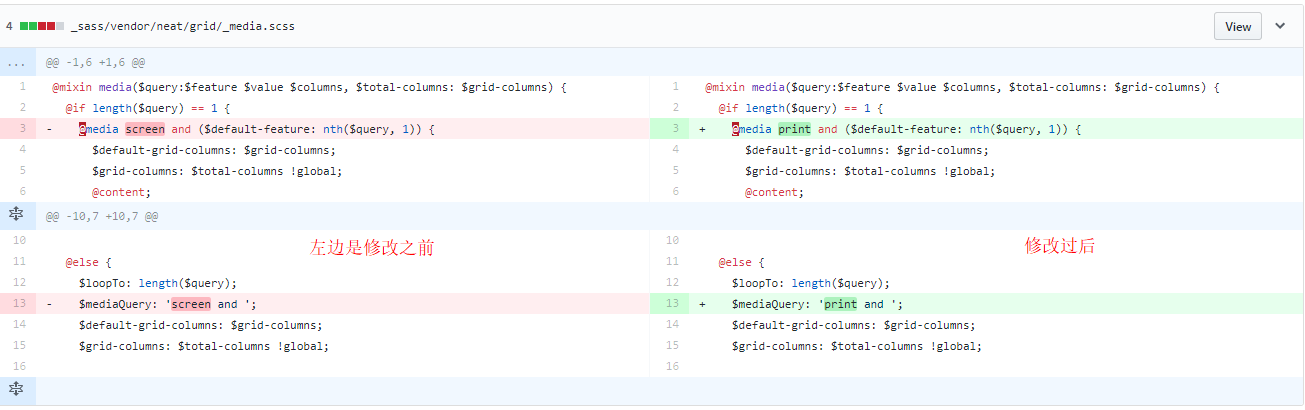 4 _sass/vendor/neat/grid/_media.scss View
... @@ -1,6 +1,6 @@
1 @mixin media($query:$feature $value $columns, $total-columns: $grid-columns) { 1 @mixin media($query:$feature $value $columns, $total-columns: $grid-columns) {
2 @if length($query) == 1 { 2 @if length($query) == 1 {
3 - @media screen and ($default-feature: nth($query, 1)) { 3 + @media print and ($default-feature: nth($query, 1)) {
4 $default-grid-columns: $grid-columns; 4 $default-grid-columns: $grid-columns;
5 $grid-columns: $total-columns !global; 5 $grid-columns: $total-columns !global;
6 @content; 6 @content;
@@ -10,7 +10,7 @@
10 左边是修改之前 10 修改过后
11 @else { 11 @else {
12 $loopTo: length($query); 12 $loopTo: length($query);
13 - $mediaQuery: 'screen and '; 13 + $mediaQuery: 'print and ';
14 $default-grid-columns: $grid-columns; 14 $default-grid-columns: $grid-columns;
15 $grid-columns: $total-columns !global; 15 $grid-columns: $total-columns !global;
16 16